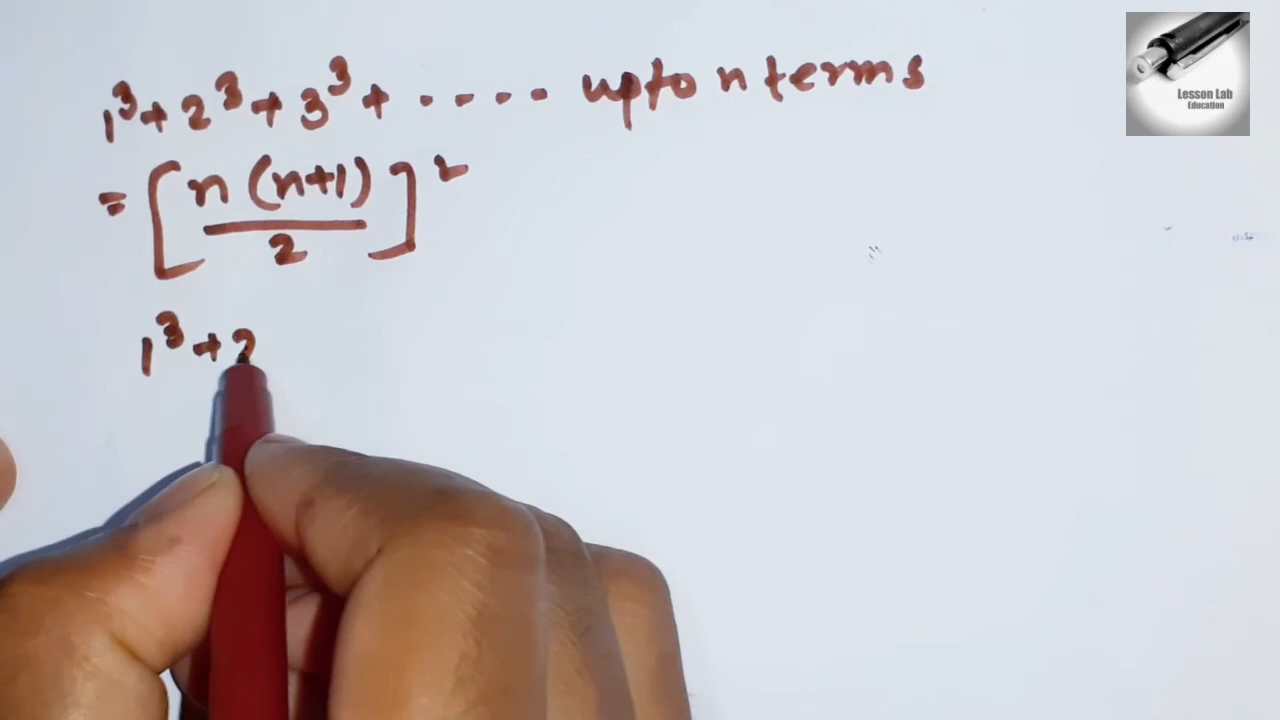 1³ + 2³ + 3³ + .... upto n terms
= [n (n+1) / 2]²
1³ + 2
Lesson Lab
Education